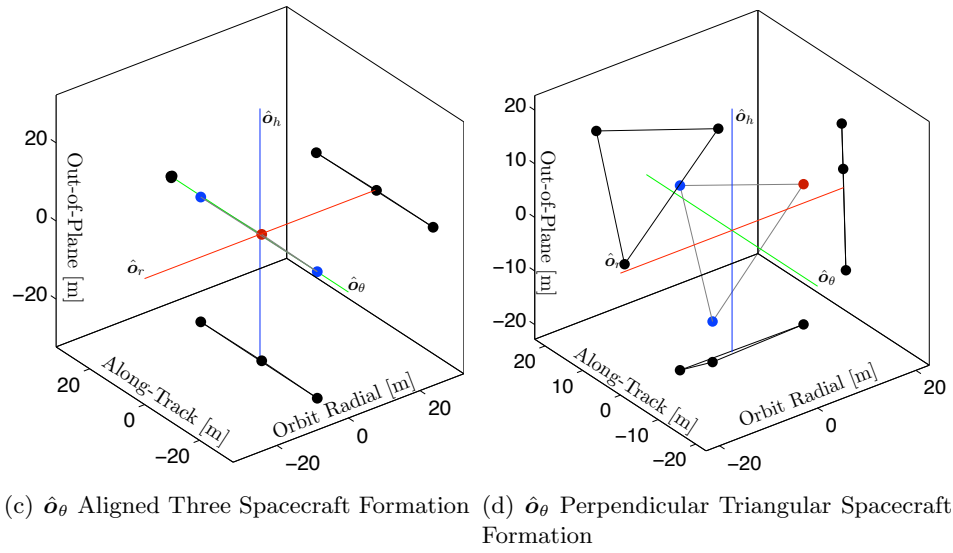 ô_h
20
0
−20
Out-of-Plane [m]
ô_r
ô_θ
20
0
−20
Along-Track [m]
−20
0
20
Orbit Radial [m]
ô_h
20
10
0
−10
−20
Out-of-Plane [m]
ô_r
ô_θ
20
10
0
−10
−20
Along-Track [m]
−20
0
20
Orbit Radial [m]
(c) ô_θ Aligned Three Spacecraft Formation
(d) ô_θ Perpendicular Triangular Spacecraft
Formation